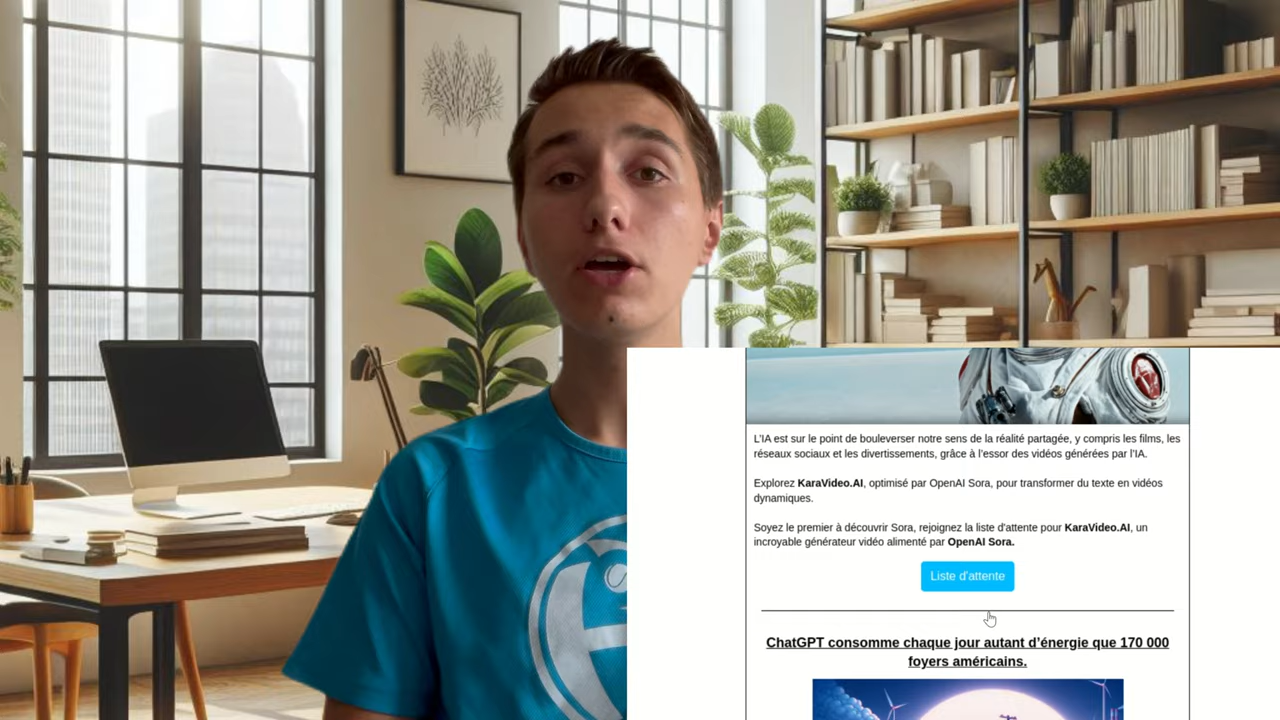 L'IA est sur le point de bouleverser notre sens de la réalité partagée, y compris les films, les
réseaux sociaux et les divertissements, grâce à l'essor des vidéos générées par l'IA.
Explorez KaraVideo.AI, optimisé par OpenAI Sora, pour transformer du texte en vidéos
dynamiques.
Soyez le premier à découvrir Sora, rejoignez la liste d'attente pour KaraVideo.AI, un
incroyable générateur vidéo alimenté par OpenAI Sora.
Liste d'attente
ChatGPT consomme chaque jour autant d'énergie que 170 000
foyers américains.